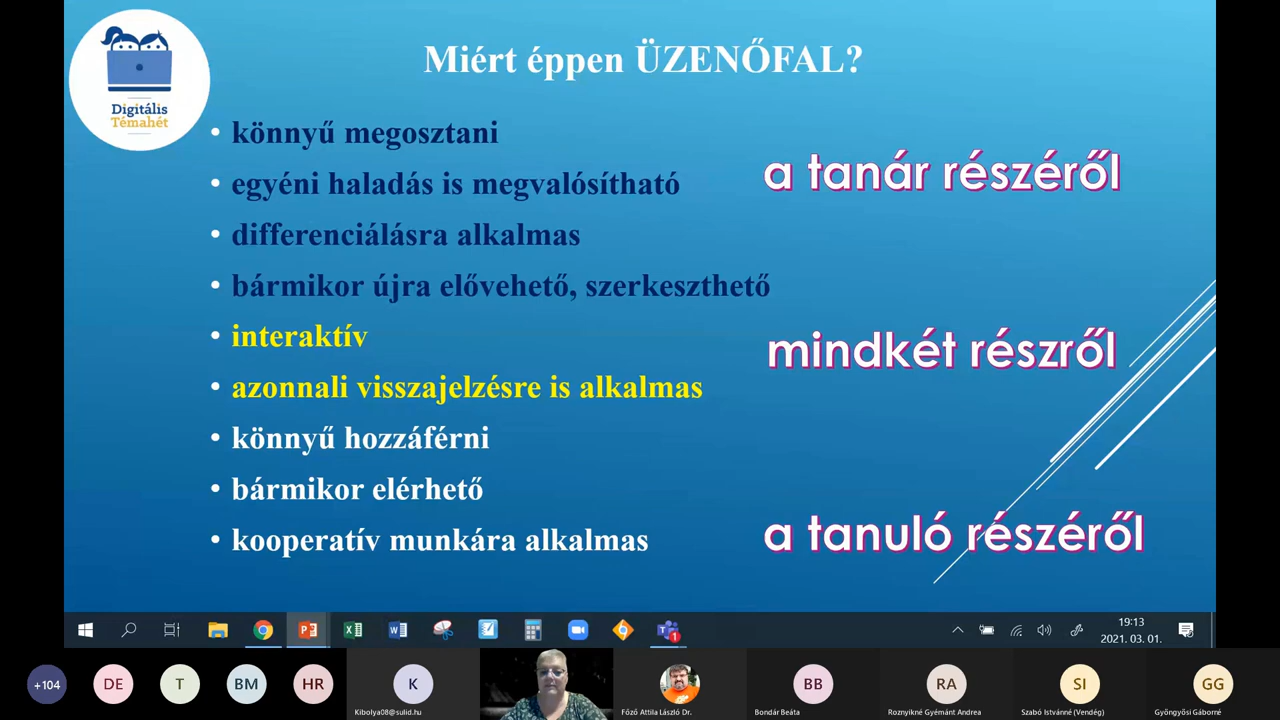 Miért éppen ÜZENŐFAL?
Digitális
Témahét
könnyű megosztani
egyéni haladás is megvalósítható
differenciálásra alkalmas
bármikor újra elővehető, szerkeszthető
interaktív
azonnali visszajelzésre is alkalmas
könnyű hozzáférni
bármikor elérhető
kooperatív munkára alkalmas
a tanár részéről
mindkét részről
a tanuló részéről
19:13
2021. 03. 01.
1
+104
DE
T
BM
HR
K
Kibolya08@sulid.hu
Főző Attila László Dr.
BB
Bondár Beáta
RA
Roznyikné Gyémánt Andrea
SI
Szabó Istvánné (Vendég)
GG
Gyöngyösi Gáborné